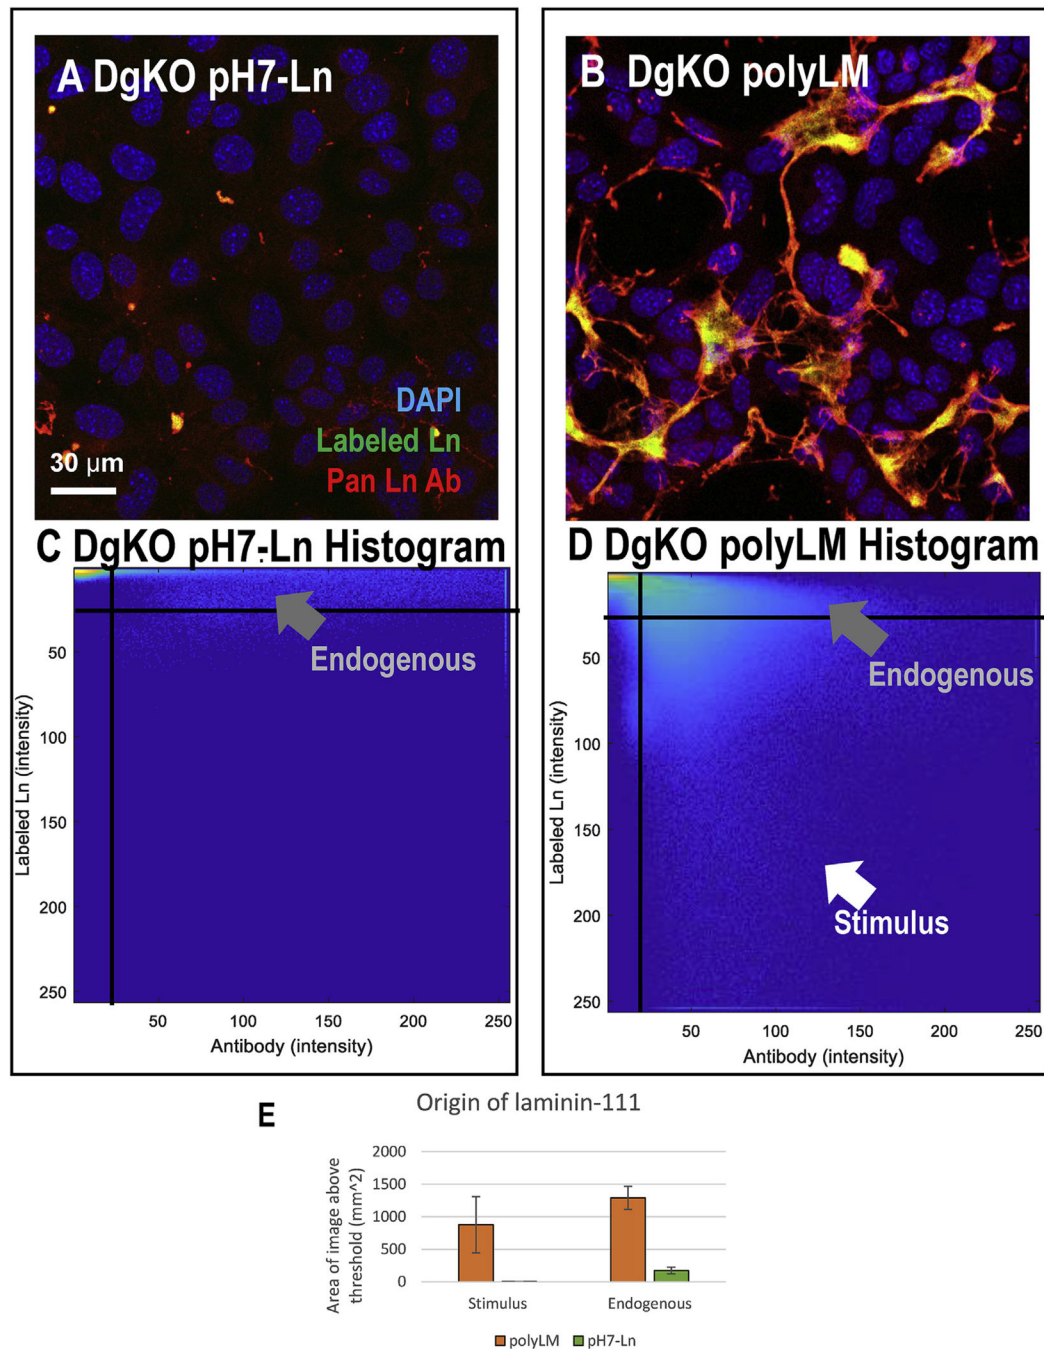 A DgKO pH7-Ln
DAPI
Labeled Ln
Pan Ln Ab
30 µm
B DgKO polyLM
C DgKO pH7-Ln Histogram
Endogenous
50
100
150
200
250
Labeled Ln (intensity)
50
100
150
200
250
Antibody (intensity)
D DgKO polyLM Histogram
Endogenous
Stimulus
50
100
150
200
250
Labeled Ln (intensity)
50
100
150
200
250
Antibody (intensity)
E
Origin of laminin-111
Area of image above
threshold (mm^2)
2000
1500
1000
500
0
Stimulus
Endogenous
polyLM
pH7-Ln